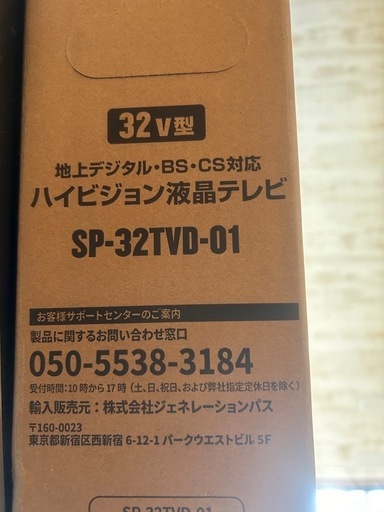 32V型
地上デジタル・BS・CS対応
ハイビジョン液晶テレビ
SP-32TVD-01
お客様サポートセンターのご案内
製品に関するお問い合わせ窓口
050-5538-3184
受付時間：10時から17時（土、日、祝日、および弊社指定定休日を除く）
輸入販売元：株式会社ジェネレーションパス
〒160-0023
東京都新宿区西新宿 6-12-1 パークウエストビル 5F
SP-32TVD-01